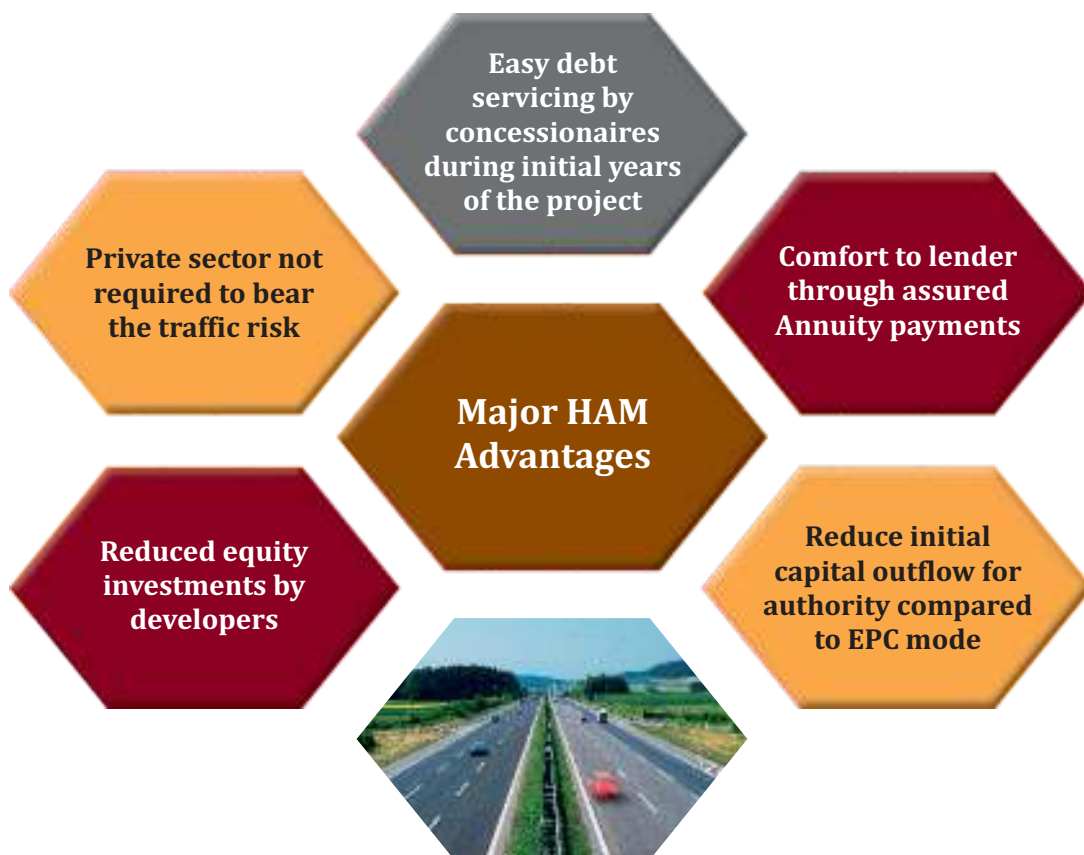 Easy debt
servicing by
concessionaires
during initial years
of the project
Private sector not
required to bear
the traffic risk
Comfort to lender
through assured
Annuity payments
Major HAM
Advantages
Reduced equity
investments by
developers
Reduce initial
capital outflow for
authority compared
to EPC mode